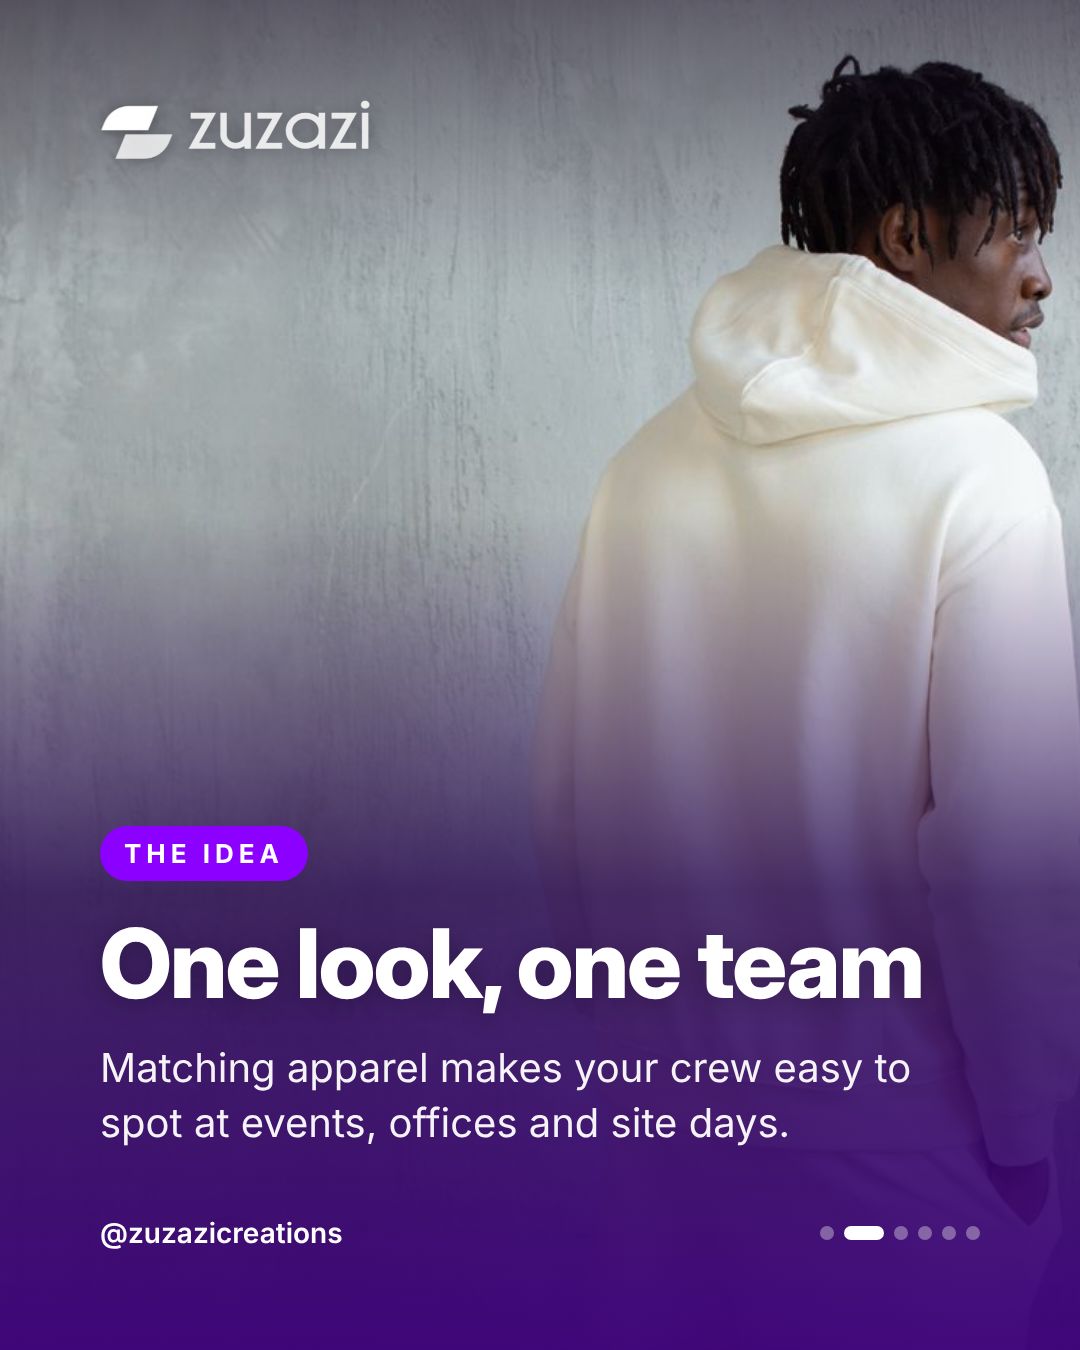 zuzazi
THE IDEA
One look, one team
Matching apparel makes your crew easy to
spot at events, offices and site days.
@zuzazicreations